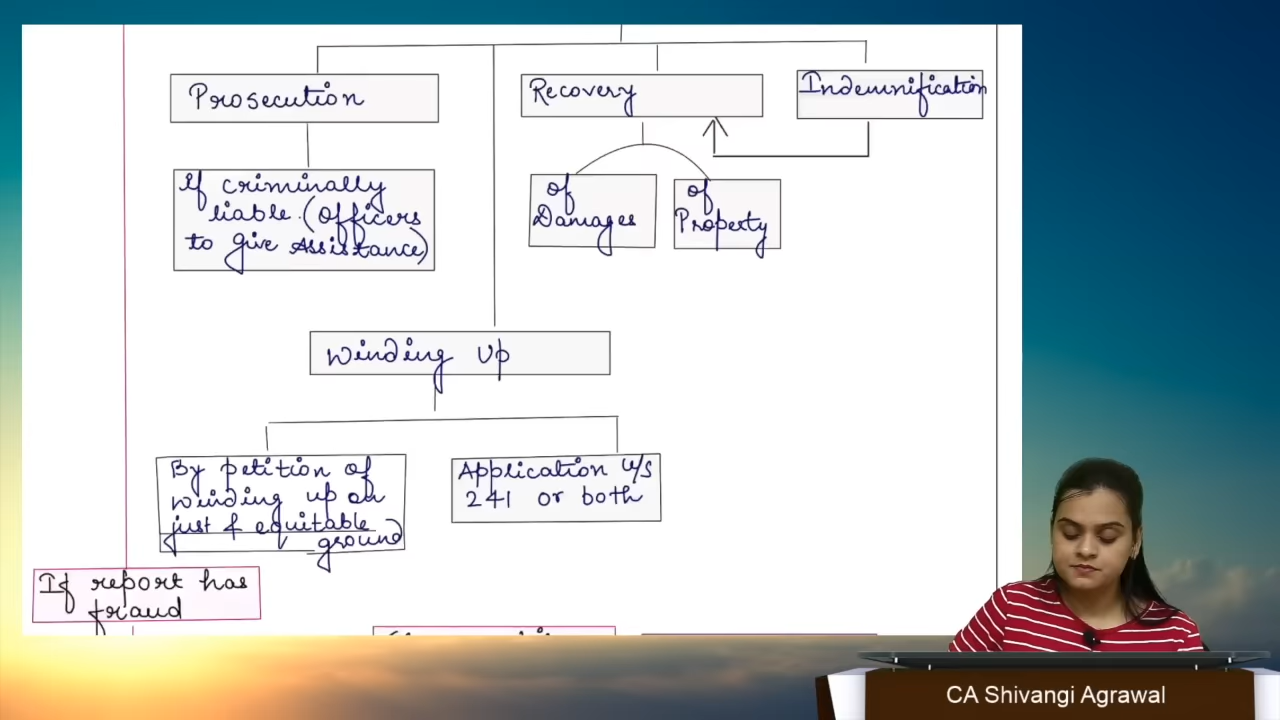 Prosecution
Recovery
Indemnification
If criminally
liable. (Officers
to give Assistance)
of
Damages
of
Property
Winding Up
By petition of
winding up on
just & equitable
ground
Application u/s
241 or both
If report has
fraud
CA Shivangi Agrawal